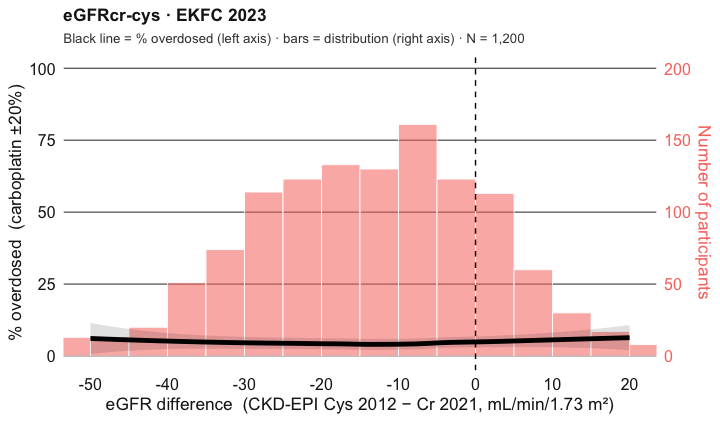 eGFRcr-cys · EKFC 2023
Black line = % overdosed (left axis) · bars = distribution (right axis) · N = 1,200
% overdosed (carboplatin ±20%)
100
75
50
25
0
200
150
100
50
0
Number of participants
-50 -40 -30 -20 -10 0 10 20
eGFR difference (CKD-EPI Cys 2012 − Cr 2021, mL/min/1.73 m²)